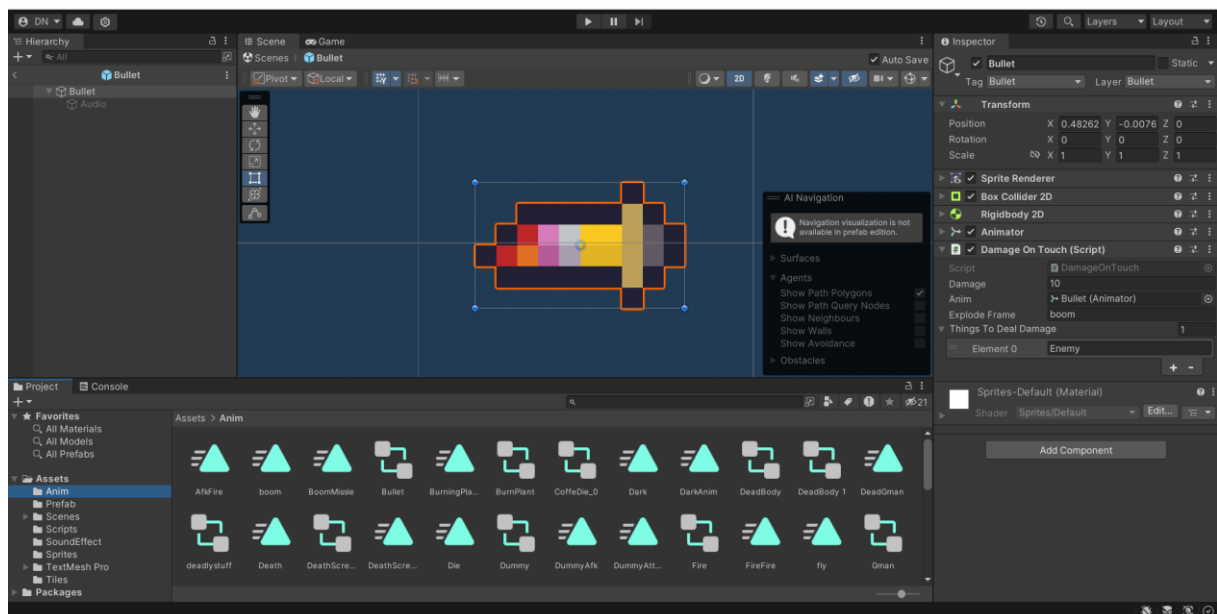 DN
Layers
Layout
Hierarchy
All
Bullet
Bullet
Audio
Scene Game
Scenes Bullet
Auto Save
Pivot Local
2D
AI Navigation
Navigation visualization is not
available in prefab edition.
Surfaces
Agents
Show Path Polygons
Show Path Query Nodes
Show Neighbours
Show Walls
Show Avoidance
Obstacles
Inspector
Bullet Static
Tag Bullet Layer Bullet
Transform
Position X 0.48262 Y -0.0076 Z 0
Rotation X 0 Y 0 Z 0
Scale X 1 Y 1 Z 1
Sprite Renderer
Box Collider 2D
Rigidbody 2D
Animator
Damage On Touch (Script)
Script DamageOnTouch
Damage 10
Anim Bullet (Animator)
Explode Frame boom
Things To Deal Damage 1
Element 0 Enemy
+ -
Sprites-Default (Material)
Shader Sprites/Default Edit...
Add Component
Project Console
21
Favorites
All Materials
All Models
All Prefabs
Assets
Anim
Prefab
Scenes
Scripts
SoundEffect
Sprites
TextMesh Pro
Tiles
Packages
Assets > Anim
AfkFire boom BoomMissle Bullet BurningPla... BurnPlant CoffeDie_0 Dark DarkAnim DeadBody DeadBody 1 DeadGman
deadlystuff Death DeathScre... DeathScre... Die Dummy DummyAfk DummyAtt... Fire FireFire fly Gman